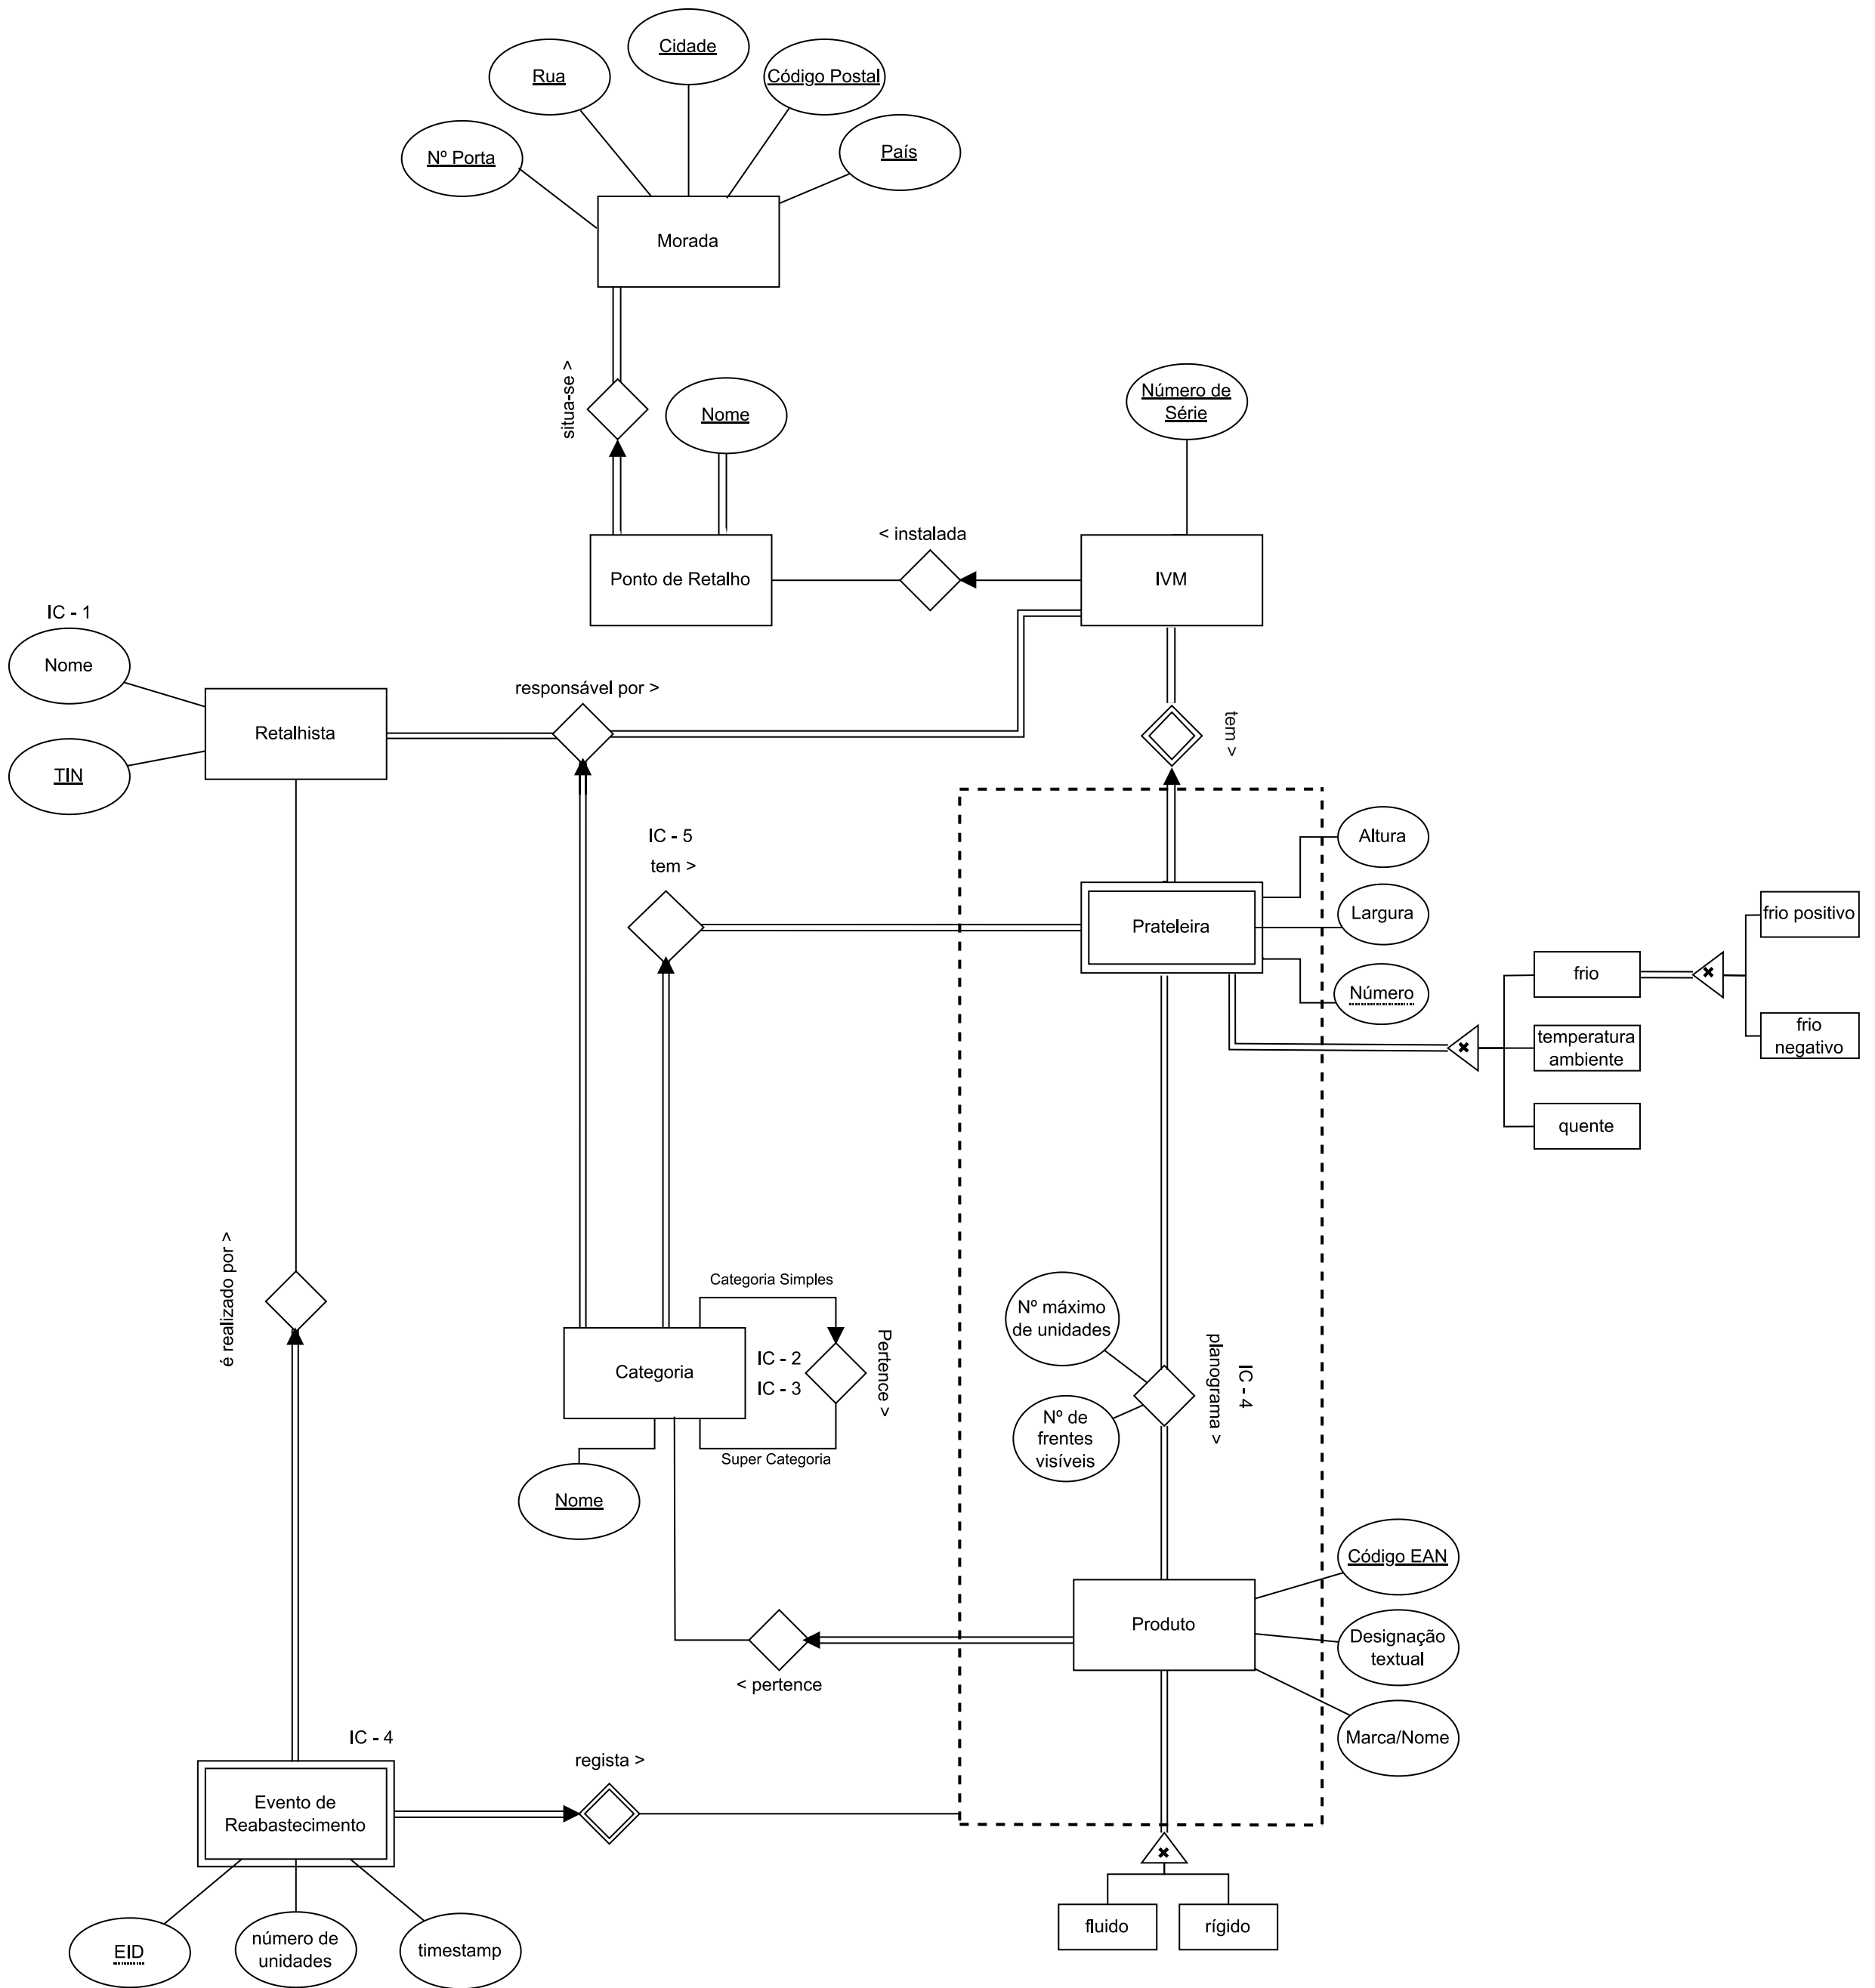 Cidade
Rua
Código Postal
Nº Porta
País
Morada
situa-se >
Nome
Número de
Série
< instalada
Ponto de Retalho
IVM
IC - 1
Nome
TIN
Retalhista
responsável por >
tem >
IC - 5
tem >
Altura
Largura
Número
Prateleira
frio positivo
frio
frio
negativo
temperatura
ambiente
quente
é realizado por >
Categoria Simples
Categoria
IC - 2
IC - 3
Pertence >
Super Categoria
Nome
Nº máximo
de unidades
Nº de
frentes
visíveis
IC - 4
planograma >
Código EAN
Produto
Designação
textual
Marca/Nome
< pertence
IC - 4
regista >
Evento de
Reabastecimento
EID
número de
unidades
timestamp
fluido
rígido